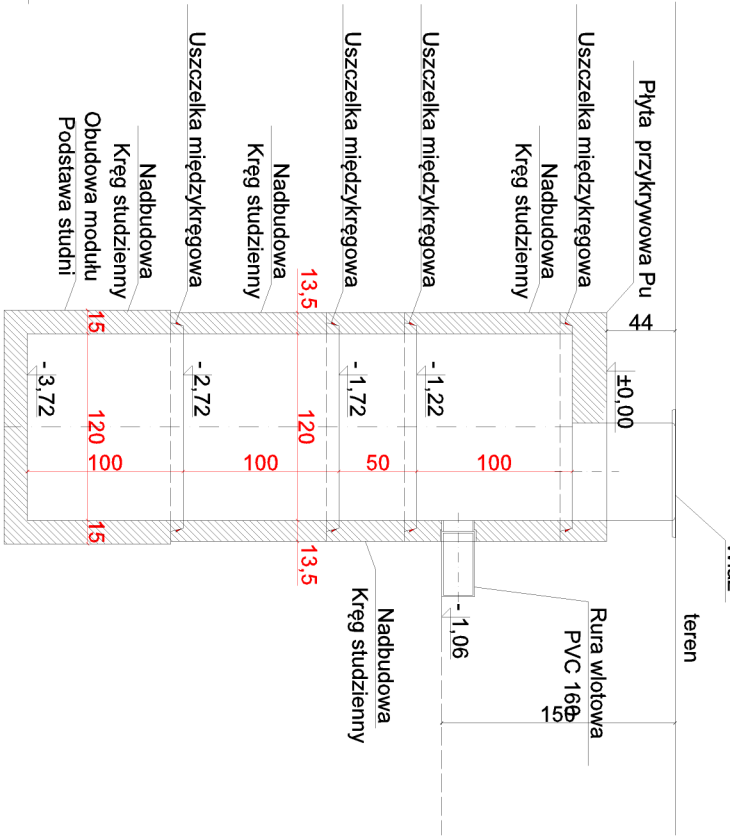 Płyta przykrywowa Pu
Uszczelka międzykręgowa
Nadbudowa
Kręg studzienny
Uszczelka międzykręgowa
Uszczelka międzykręgowa
Nadbudowa
Kręg studzienny
Uszczelka międzykręgowa
Nadbudowa
Kręg studzienny
Obudowa modułu
Podstawa studni
44
±0,00
- 1,22
- 1,72
- 2,72
- 3,72
13,5
15
120
120
100
50
100
100
13,5
15
teren
Rura wlotowa
PVC 160
- 1,06
150
Nadbudowa
Kręg studzienny